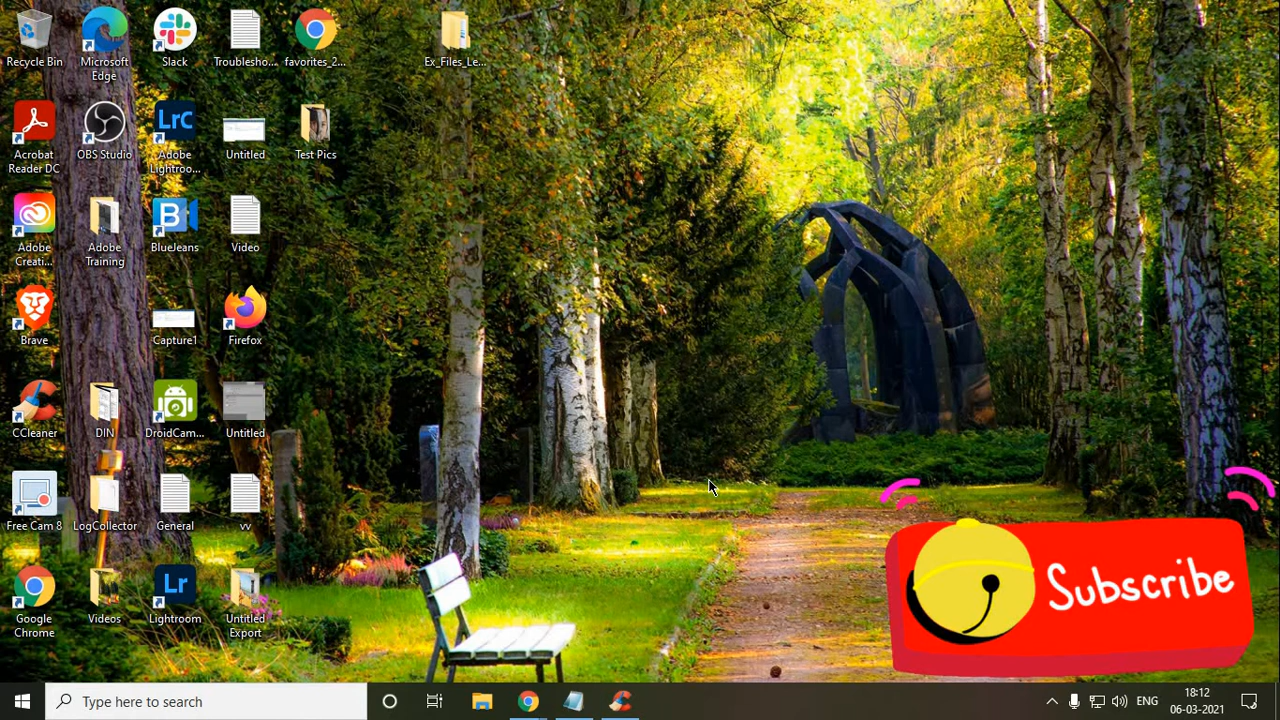 Recycle Bin
Microsoft
Edge
Slack
Troublesho...
favorites_2...
Ex_Files_Le...
Acrobat
Reader DC
OBS Studio
Lrc
Adobe
Lightroo...
Untitled
Test Pics
Adobe
Creati...
Adobe
Training
BlueJeans
Video
Brave
Capture1
Firefox
CCleaner
DIN
DroidCam...
Untitled
Free Cam 8
LogCollector
General
vv
Google
Chrome
Videos
Lr
Lightroom
Untitled
Export
Subscribe
Type here to search
ENG
18:12
06-03-2021